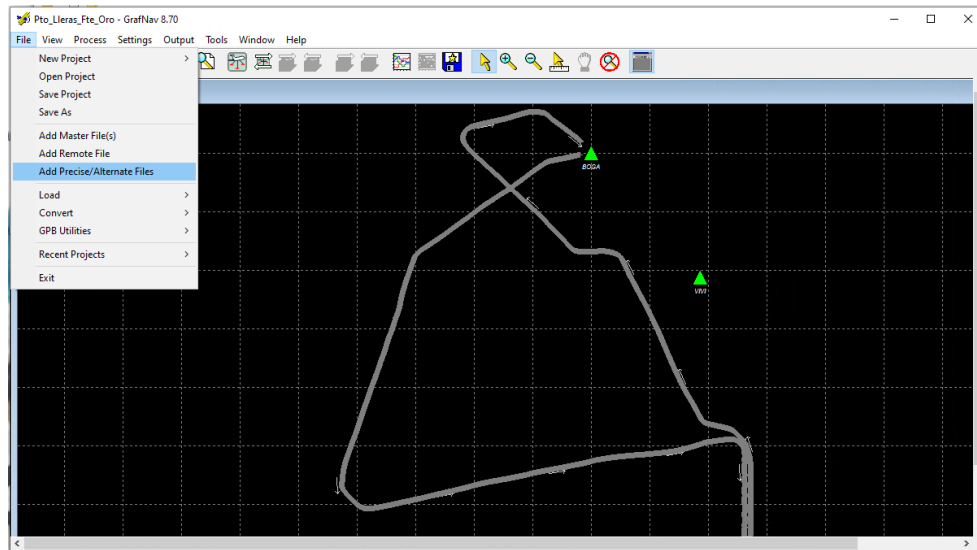 Pto_Lleras_Fte_Oro - GrafNav 8.70
File View Process Settings Output Tools Window Help
New Project
Open Project
Save Project
Save As
Add Master File(s)
Add Remote File
Add Precise/Alternate Files
Load
Convert
GPB Utilities
Recent Projects
Exit
BOGA
VIVI